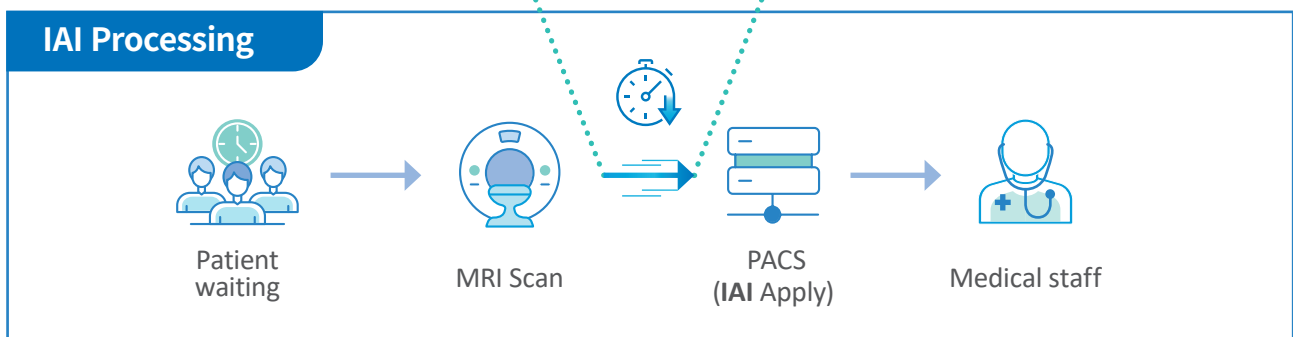 IAI Processing
Patient
waiting
MRI Scan
PACS
(IAI Apply)
Medical staff